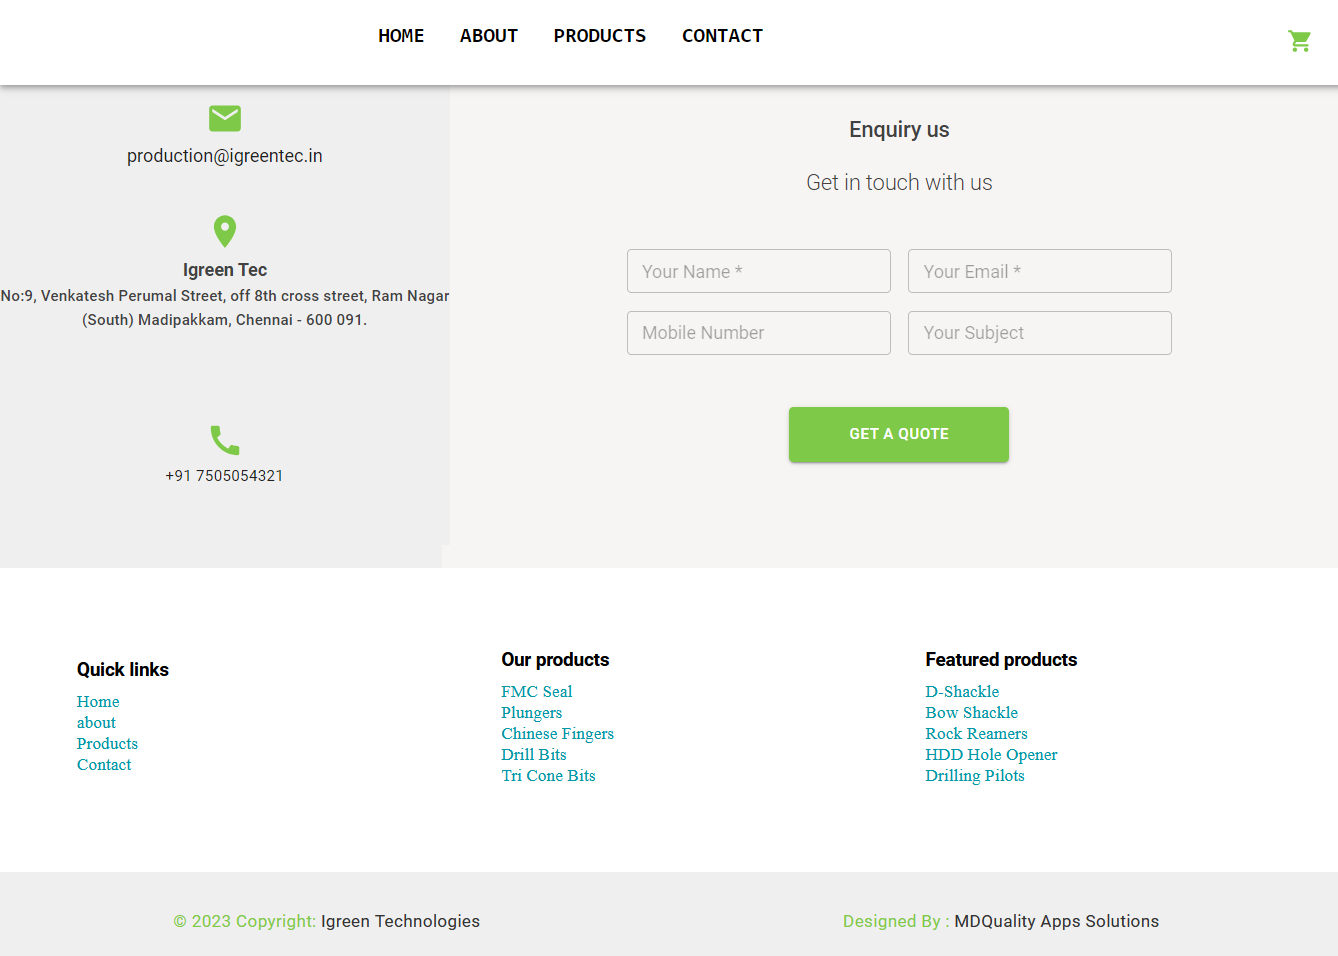 HOME ABOUT PRODUCTS CONTACT
production@igreentec.in
Igreen Tec
No:9, Venkatesh Perumal Street, off 8th cross street, Ram Nagar
(South) Madipakkam, Chennai - 600 091.
+91 7505054321
Enquiry us
Get in touch with us
Your Name *
Your Email *
Mobile Number
Your Subject
GET A QUOTE
Quick links
Home
about
Products
Contact
Our products
FMC Seal
Plungers
Chinese Fingers
Drill Bits
Tri Cone Bits
Featured products
D-Shackle
Bow Shackle
Rock Reamers
HDD Hole Opener
Drilling Pilots
© 2023 Copyright: Igreen Technologies
Designed By : MDQuality Apps Solutions